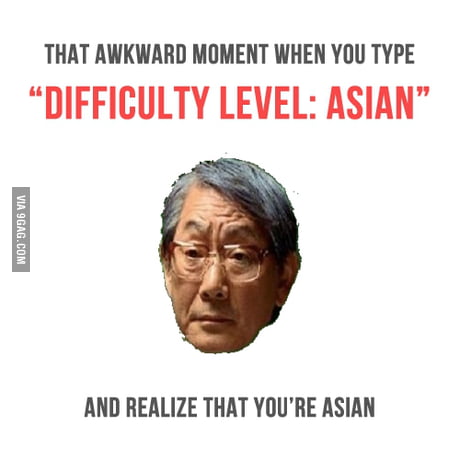 THAT AWKWARD MOMENT WHEN YOU TYPE
“DIFFICULTY LEVEL: ASIAN”
VIA 9GAG.COM
AND REALIZE THAT YOU’RE ASIAN